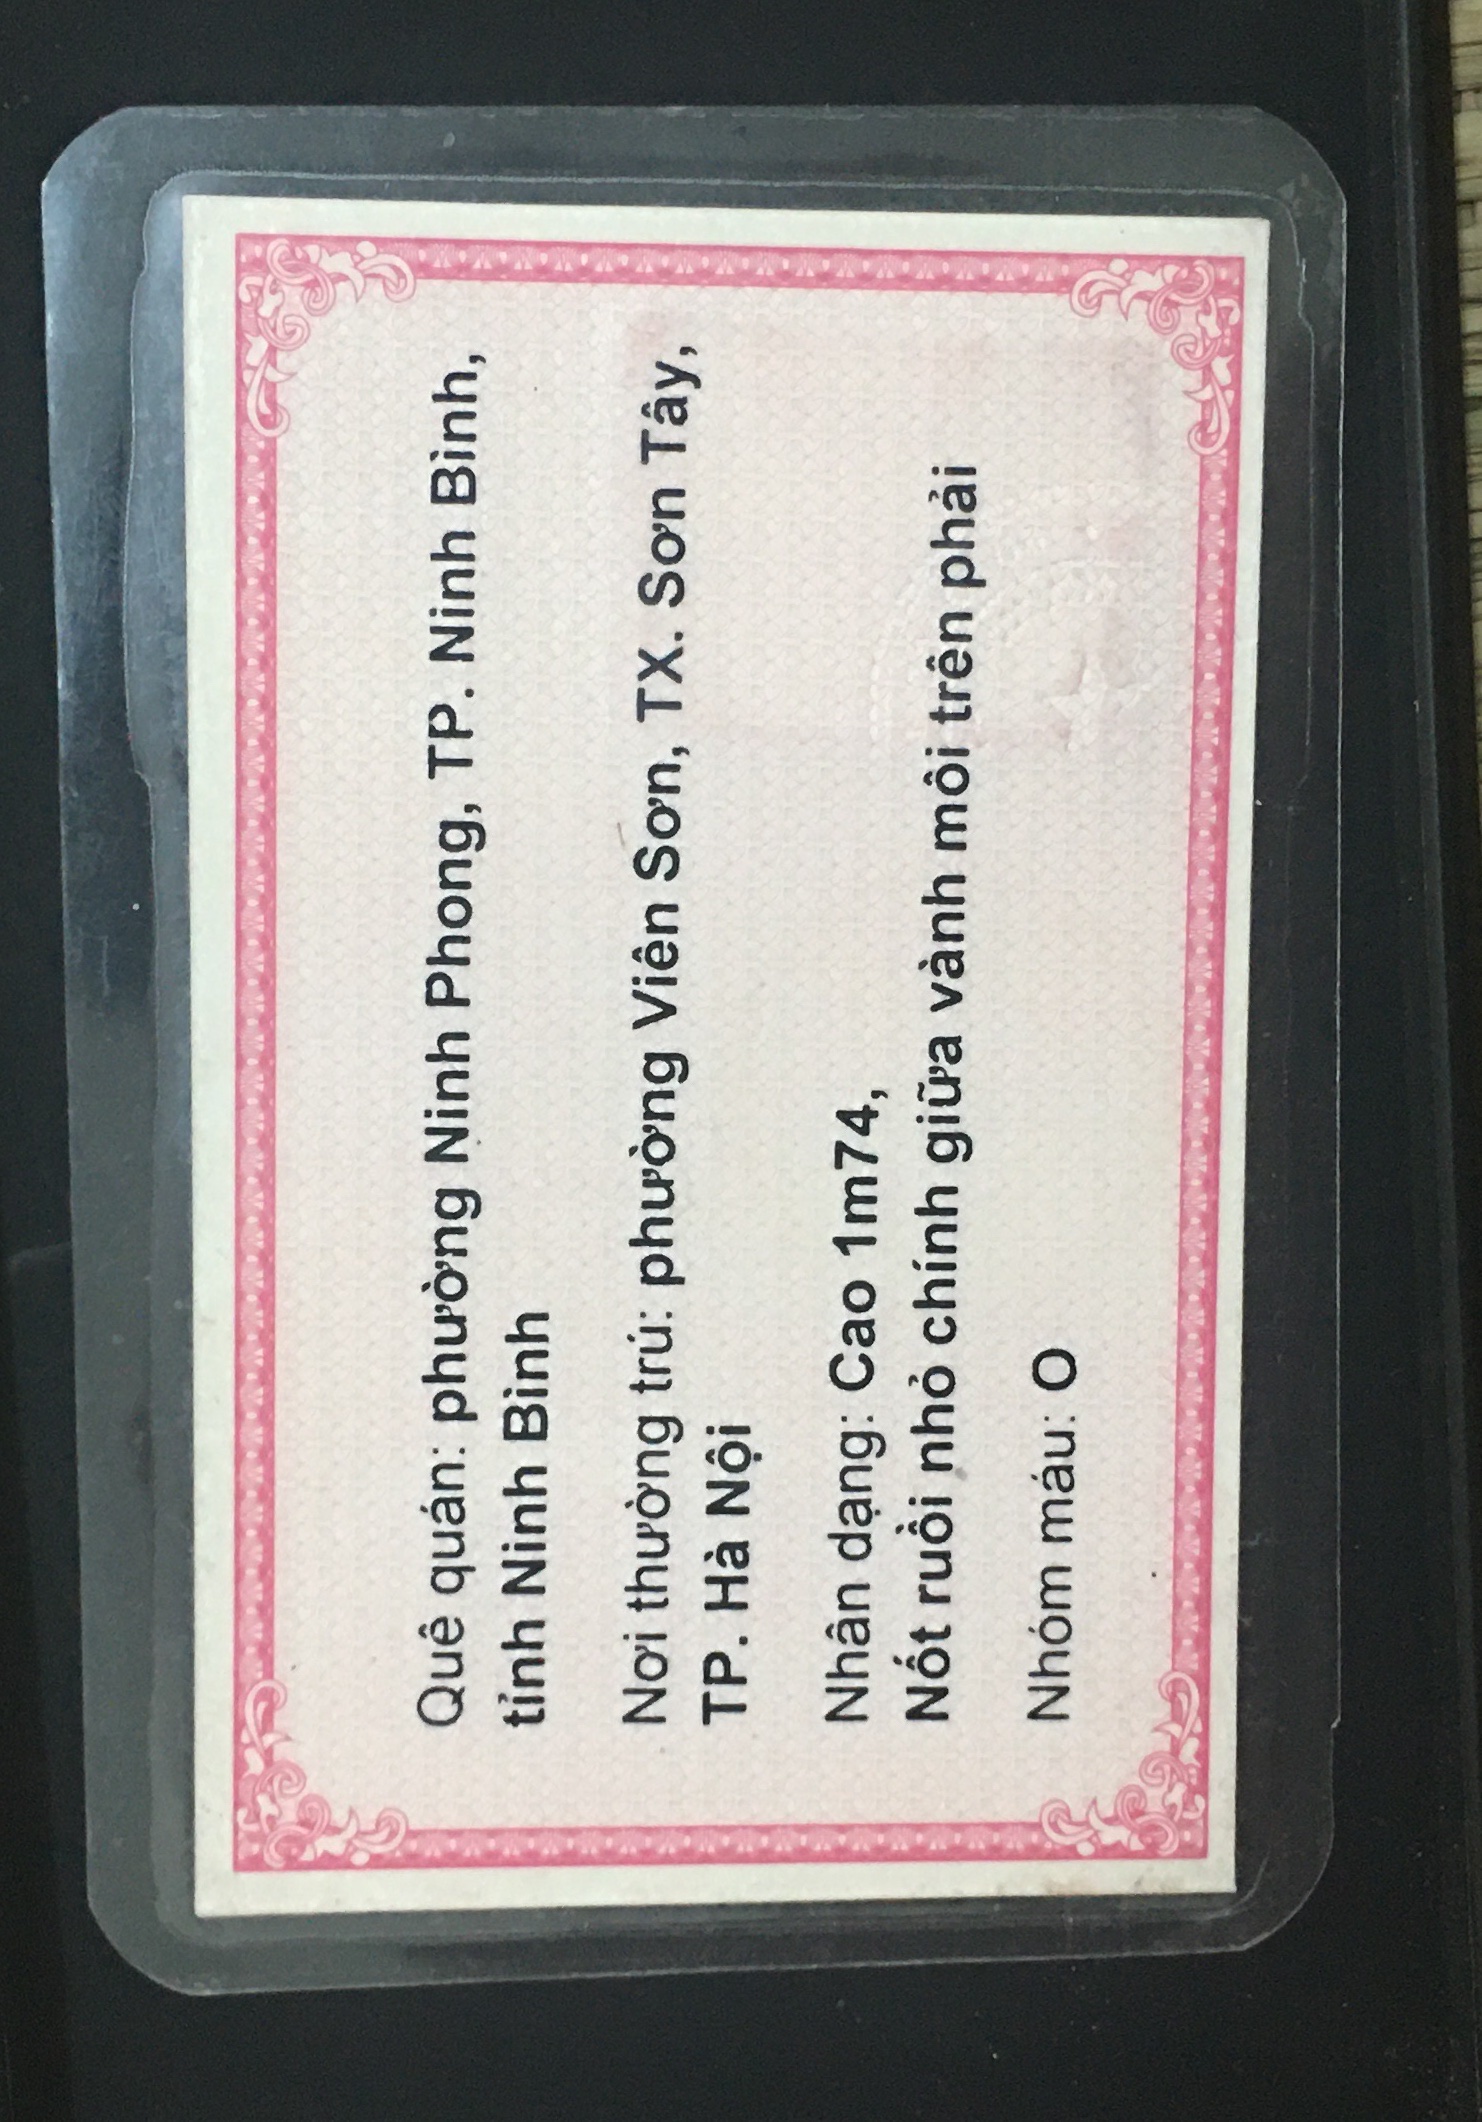 Quê quán: phường Ninh Phong, TP. Ninh Bình,
tỉnh Ninh Bình
Nơi thường trú: phường Viên Sơn, TX. Sơn Tây,
TP. Hà Nội
Nhân dạng: Cao 1m74,
Nốt ruồi nhỏ chính giữa vành môi trên phải
Nhóm máu: O